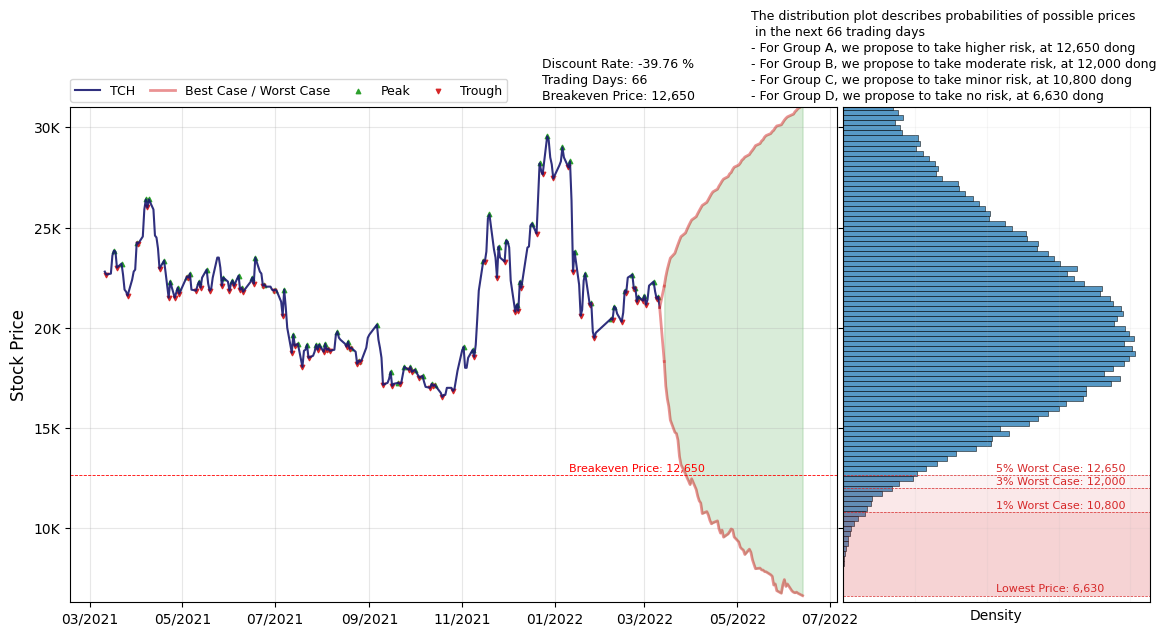 The distribution plot describes probabilities of possible prices
in the next 66 trading days
- For Group A, we propose to take higher risk, at 12,650 dong
- For Group B, we propose to take moderate risk, at 12,000 dong
- For Group C, we propose to take minor risk, at 10,800 dong
- For Group D, we propose to take no risk, at 6,630 dong
Discount Rate: -39.76 %
Trading Days: 66
Breakeven Price: 12,650
TCH
Best Case / Worst Case
Peak
Trough
Stock Price
30K
25K
20K
15K
10K
Breakeven Price: 12,650
5% Worst Case: 12,650
3% Worst Case: 12,000
1% Worst Case: 10,800
Lowest Price: 6,630
03/2021
05/2021
07/2021
09/2021
11/2021
01/2022
03/2022
05/2022
07/2022
Density